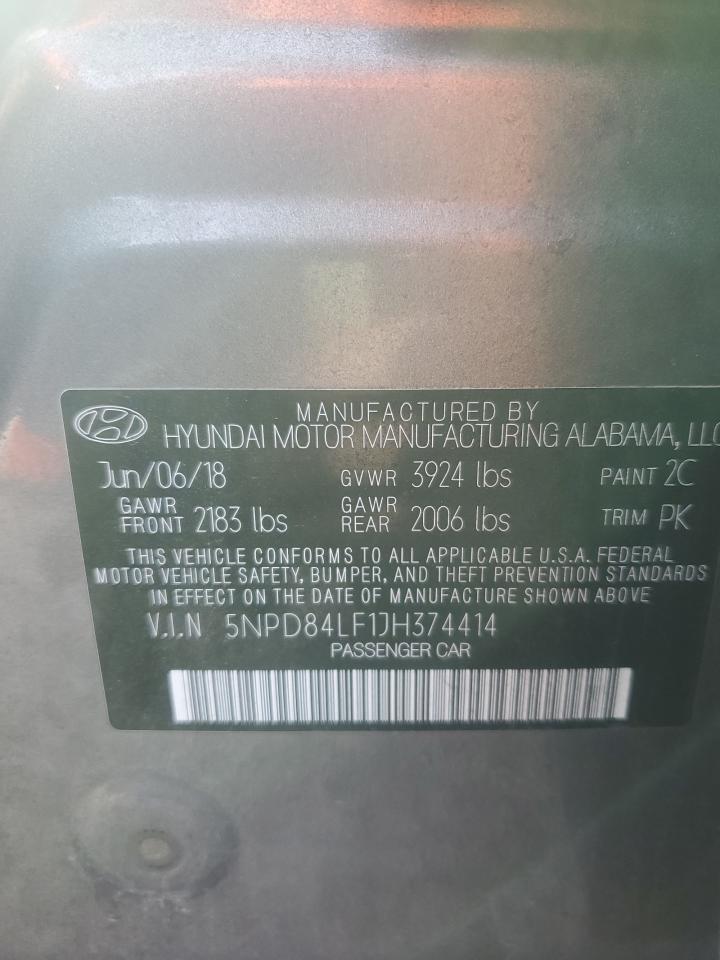 MANUFACTURED BY
HYUNDAI MOTOR MANUFACTURING ALABAMA, LLC
Jun/06/18 GVWR 3924 lbs PAINT 2C
GAWR FRONT 2183 lbs GAWR REAR 2006 lbs TRIM PK
THIS VEHICLE CONFORMS TO ALL APPLICABLE U.S.A. FEDERAL
MOTOR VEHICLE SAFETY, BUMPER, AND THEFT PREVENTION STANDARDS
IN EFFECT ON THE DATE OF MANUFACTURE SHOWN ABOVE
V.I.N 5NPD84LF1JH374414
PASSENGER CAR